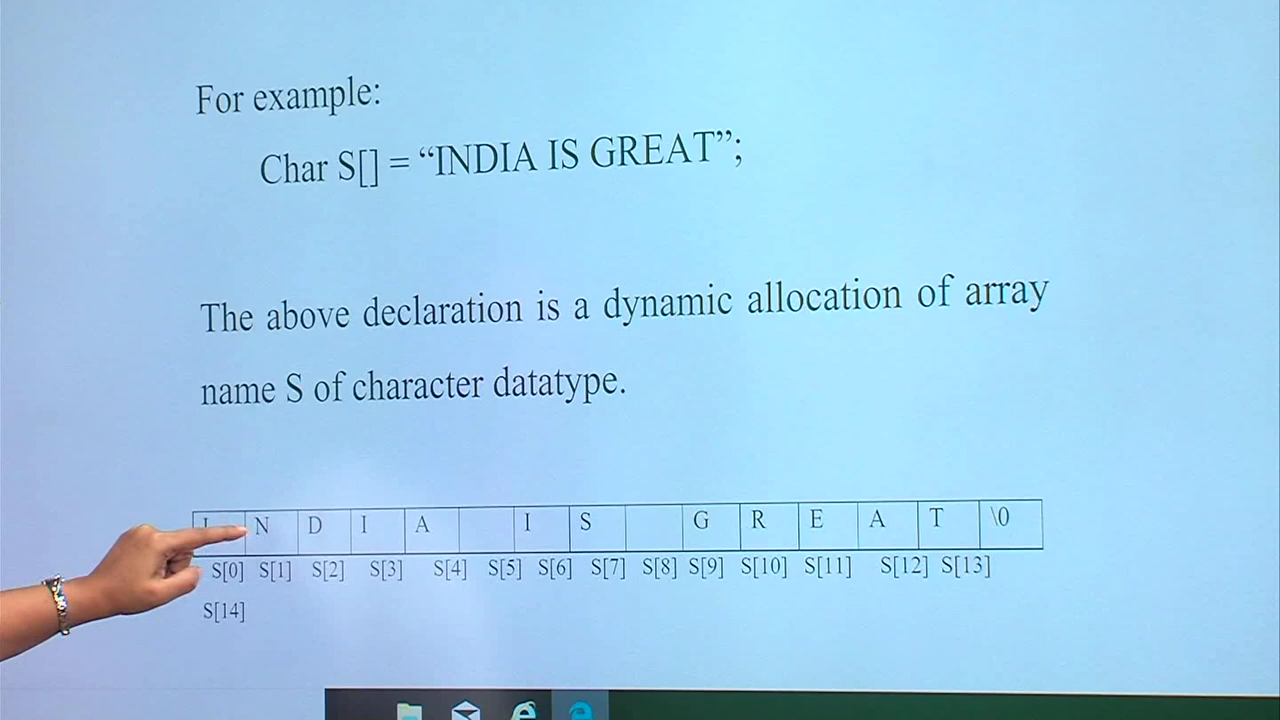 For example:
Char S[] = “INDIA IS GREAT”;
The above declaration is a dynamic allocation of array
name S of character datatype.
I N D I A I S G R E A T \0
S[0] S[1] S[2] S[3] S[4] S[5] S[6] S[7] S[8] S[9] S[10] S[11] S[12] S[13]
S[14]